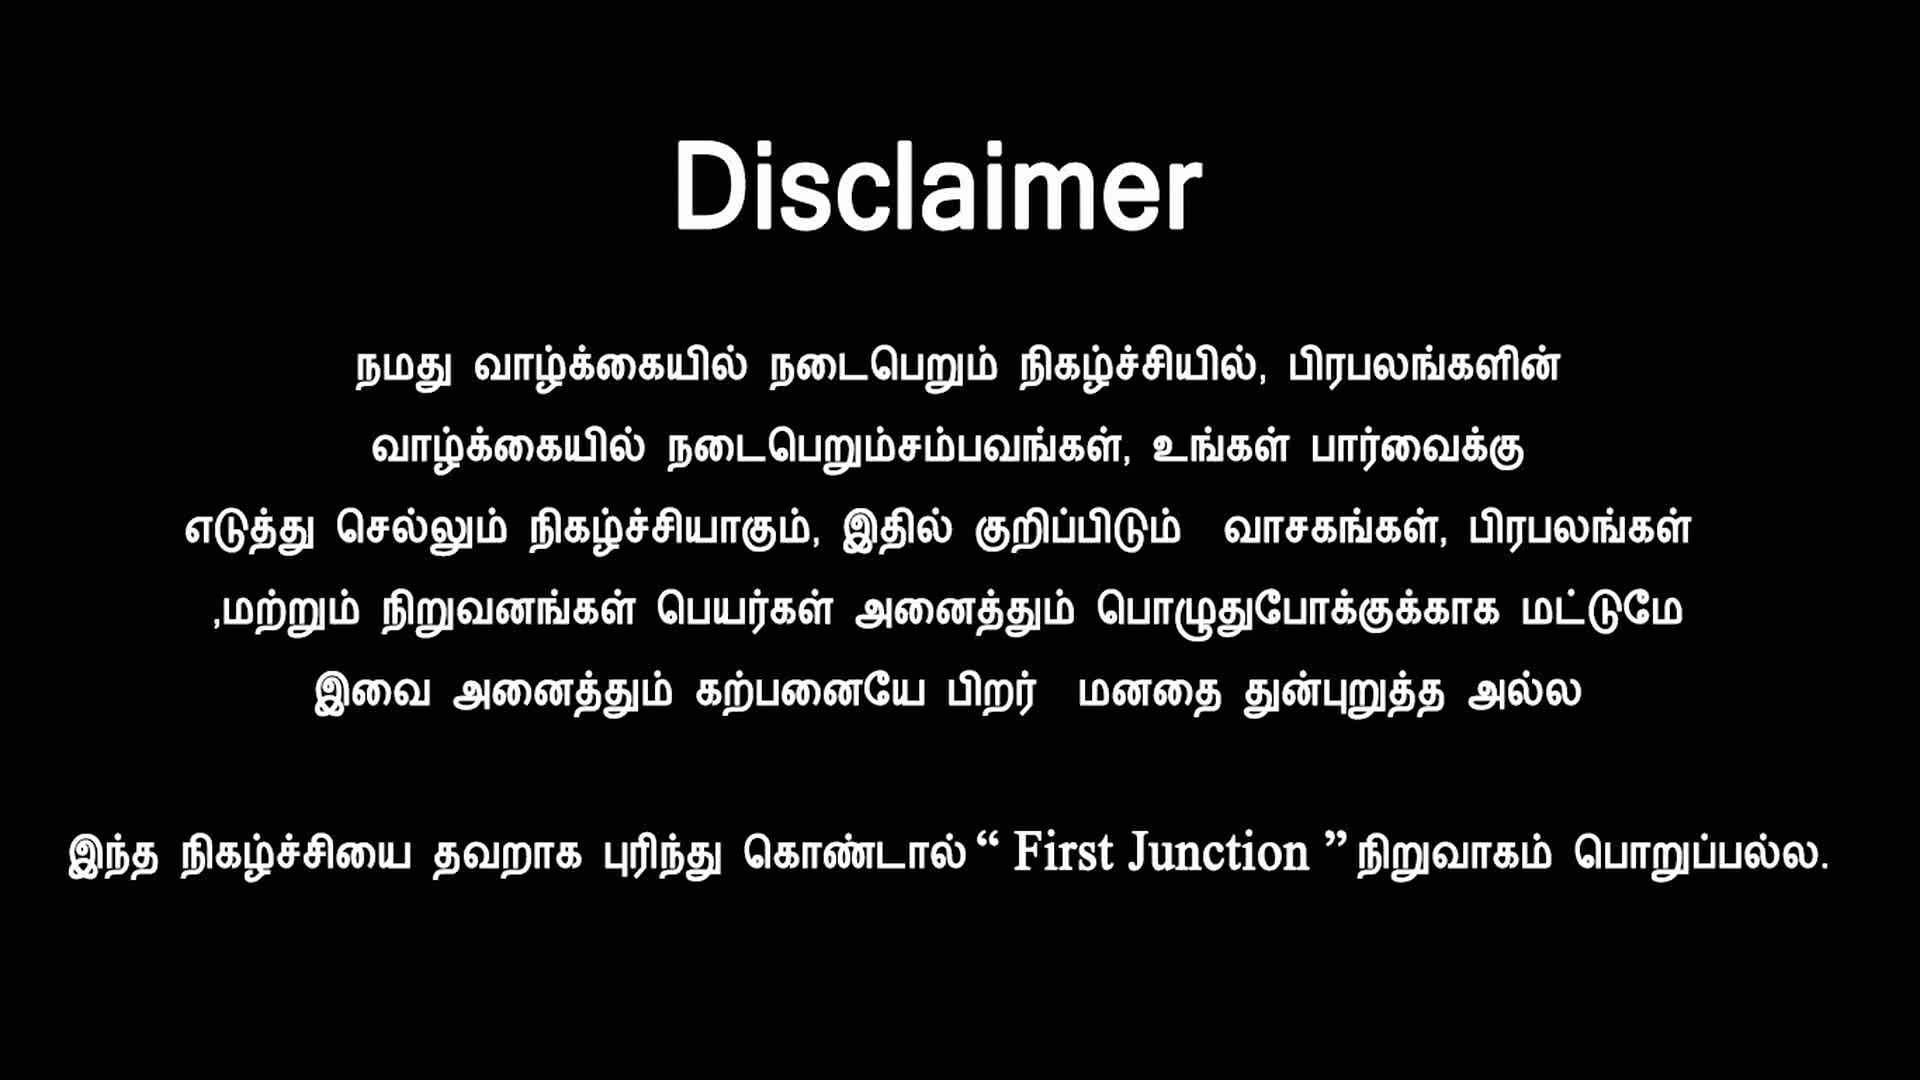 Disclaimer
நமது வாழ்க்கையில் நடைபெறும் நிகழ்ச்சியில், பிரபலங்களின்
வாழ்க்கையில் நடைபெறும்சம்பவங்கள், உங்கள் பார்வைக்கு
எடுத்து செல்லும் நிகழ்ச்சியாகும், இதில் குறிப்பிடும் வாசகங்கள், பிரபலங்கள்
,மற்றும் நிறுவனங்கள் பெயர்கள் அனைத்தும் பொழுதுபோக்குக்காக மட்டுமே
இவை அனைத்தும் கற்பனையே பிறர் மனதை துன்புறுத்த அல்ல
இந்த நிகழ்ச்சியை தவறாக புரிந்து கொண்டால் “ First Junction ” நிறுவாகம் பொறுப்பல்ல.